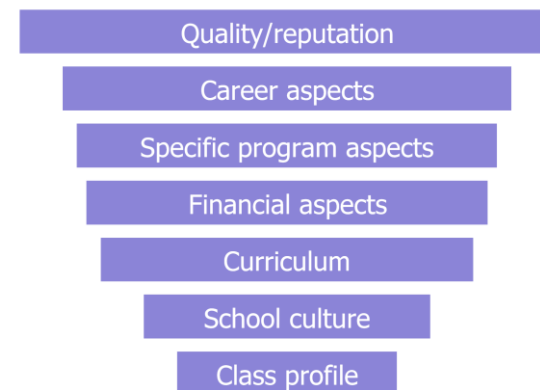 Quality/reputation
Career aspects
Specific program aspects
Financial aspects
Curriculum
School culture
Class profile